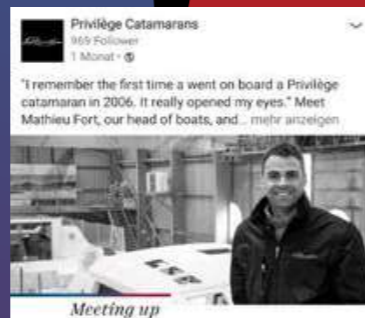 Privilège Catamarans
969 Follower
1 Monat •
"I remember the first time a went on board a Privilège
catamaran in 2006. It really opened my eyes." Meet
Mathieu Fort, our head of boats, and... mehr anzeigen
Meeting up